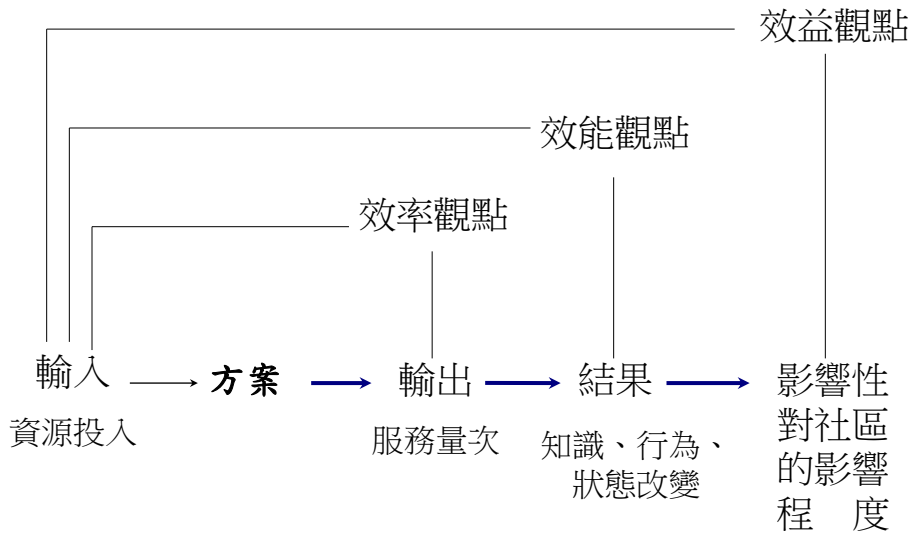 效益觀點
效能觀點
效率觀點
輸入
方案
輸出
結果
影響性
對社區
的影響
程 度
資源投入
服務量次
知識、行為、
狀態改變